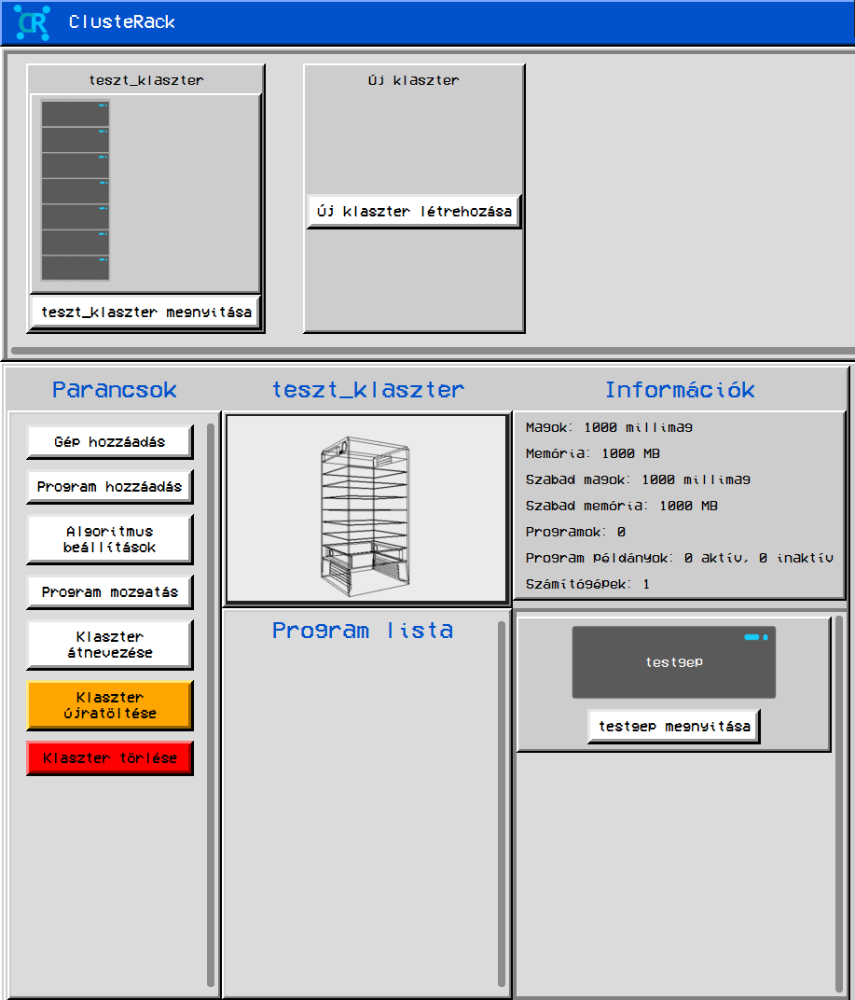 CR ClusteRack
teszt_klaszter
Új klaszter
Új klaszter létrehozása
teszt_klaszter megnyitása
Parancsok
teszt_klaszter
Információk
Gép hozzáadás
Program hozzáadás
Algoritmus
beállítások
Program mozgatás
Klaszter
átnevezése
Klaszter
újratöltése
Klaszter törlése
Magok: 1000 millimag
Memória: 1000 MB
Szabad magok: 1000 millimag
Szabad memória: 1000 MB
Programok: 0
Program példányok: 0 aktív, 0 inaktív
Számítógépek: 1
Program lista
testgep
testgep megnyitása